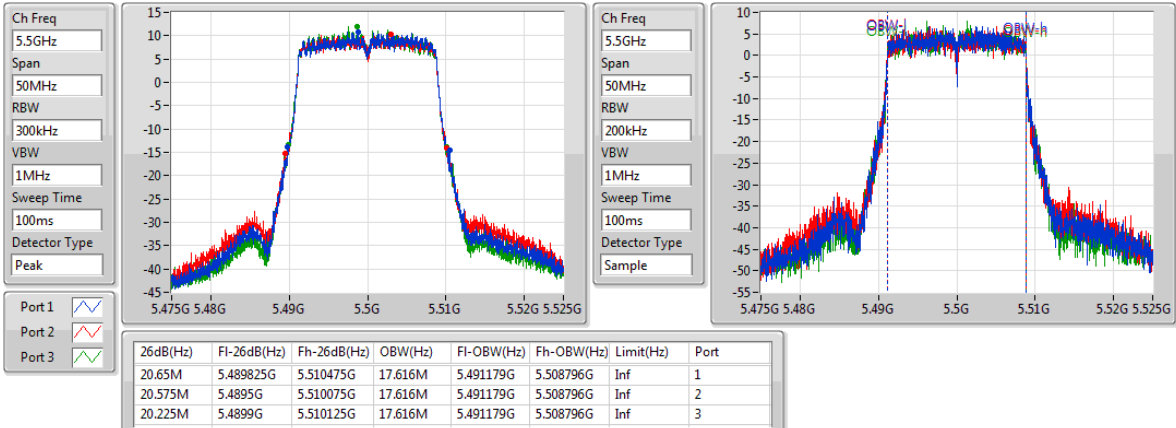 Ch Freq
5.5GHz
Span
50MHz
RBW
300kHz
VBW
1MHz
Sweep Time
100ms
Detector Type
Peak
15
10
5
0
-5
-10
-15
-20
-25
-30
-35
-40
-45
5.475G 5.48G 5.49G 5.5G 5.51G 5.52G 5.525G
Ch Freq
5.5GHz
Span
50MHz
RBW
200kHz
VBW
1MHz
Sweep Time
100ms
Detector Type
Sample
10
5
0
-5
-10
-15
-20
-25
-30
-35
-40
-45
-50
-55
OBW-l OBW-h
5.475G 5.48G 5.49G 5.5G 5.51G 5.52G 5.525G
Port 1
Port 2
Port 3
26dB(Hz) Fl-26dB(Hz) Fh-26dB(Hz) OBW(Hz) Fl-OBW(Hz) Fh-OBW(Hz) Limit(Hz) Port
20.65M 5.489825G 5.510475G 17.616M 5.491179G 5.508796G Inf 1
20.575M 5.4895G 5.510075G 17.616M 5.491179G 5.508796G Inf 2
20.225M 5.4899G 5.510125G 17.616M 5.491179G 5.508796G Inf 3